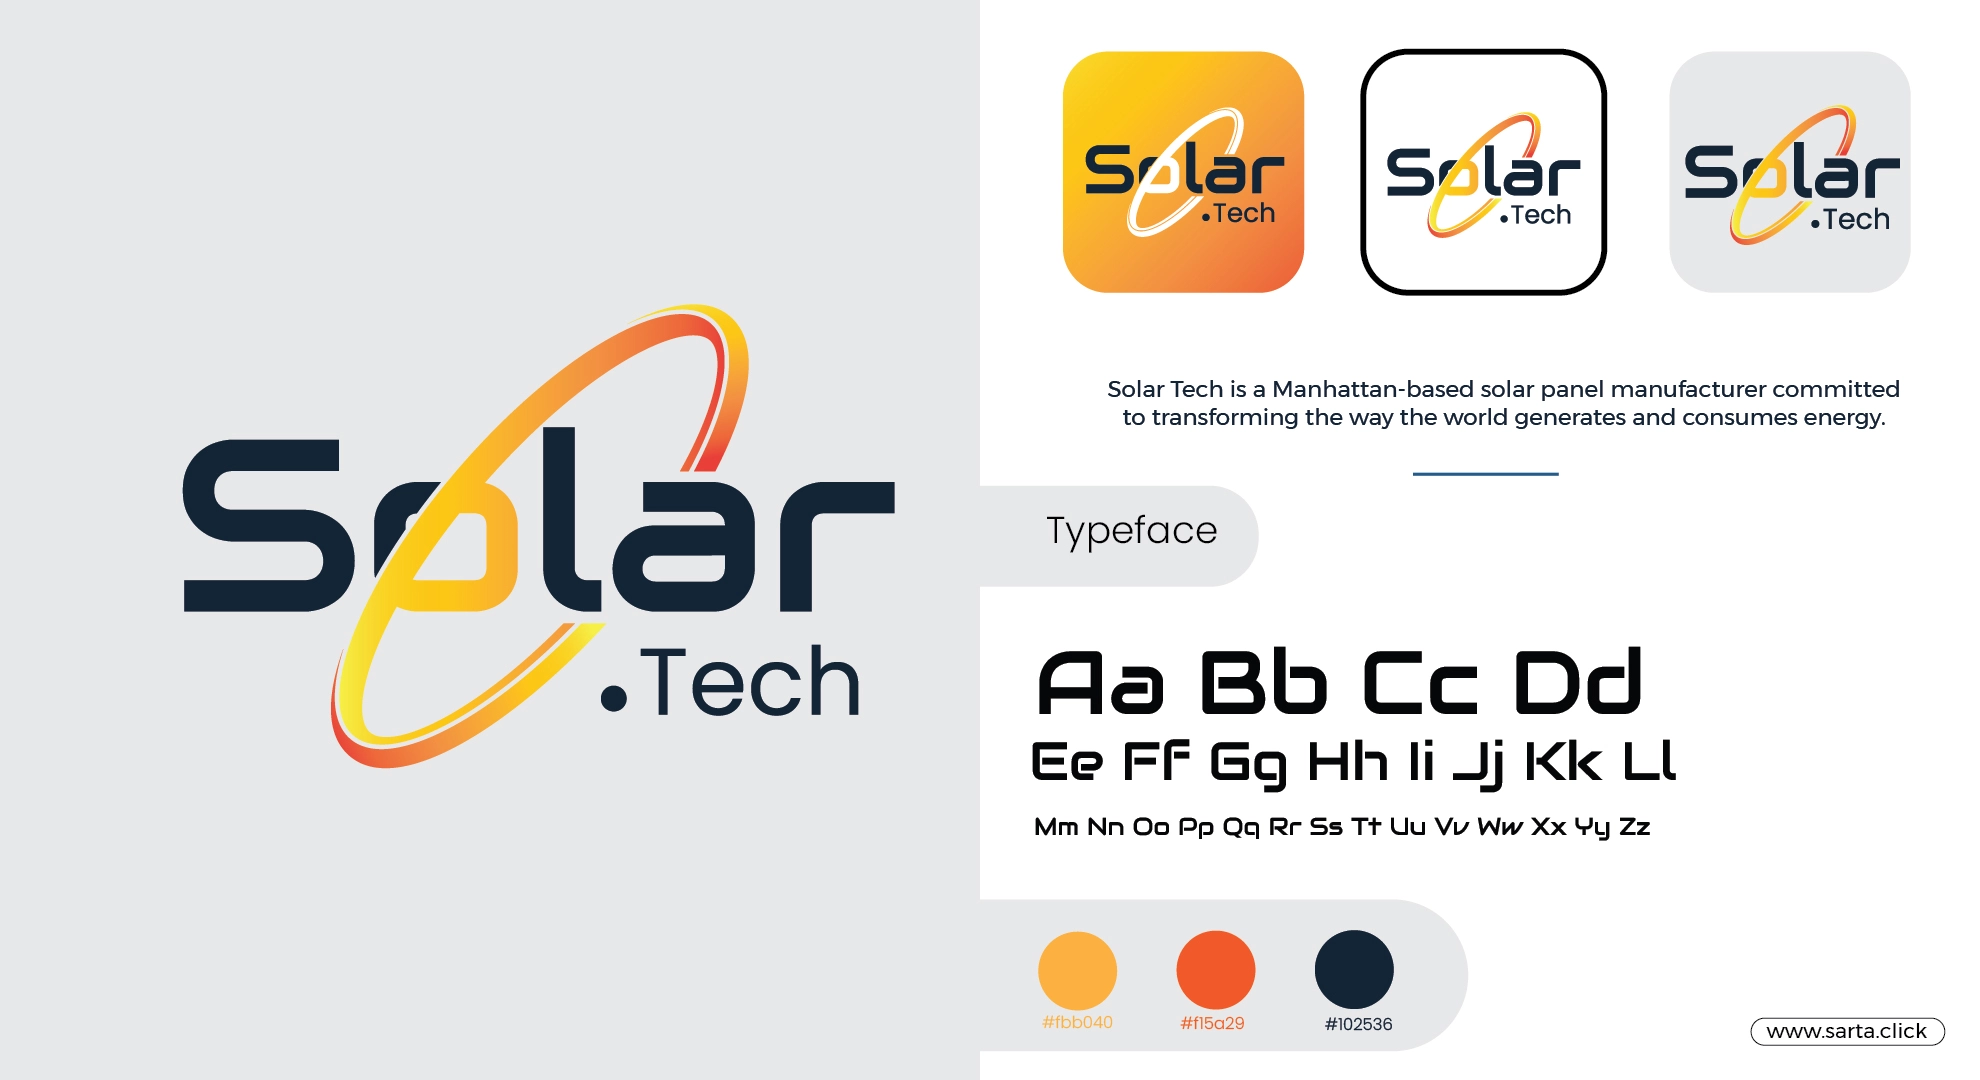 Solar
.Tech
Solar
.Tech
Solar
.Tech
Solar
.Tech
Solar Tech is a Manhattan-based solar panel manufacturer committed
to transforming the way the world generates and consumes energy.
Typeface
Aa Bb Cc Dd
Ee Ff Gg Hh Ii Jj Kk Ll
Mm Nn Oo Pp Qq Rr Ss Tt Uu Vv Ww Xx Yy Zz
#fbb040 #f15a29 #102536
www.sarta.click